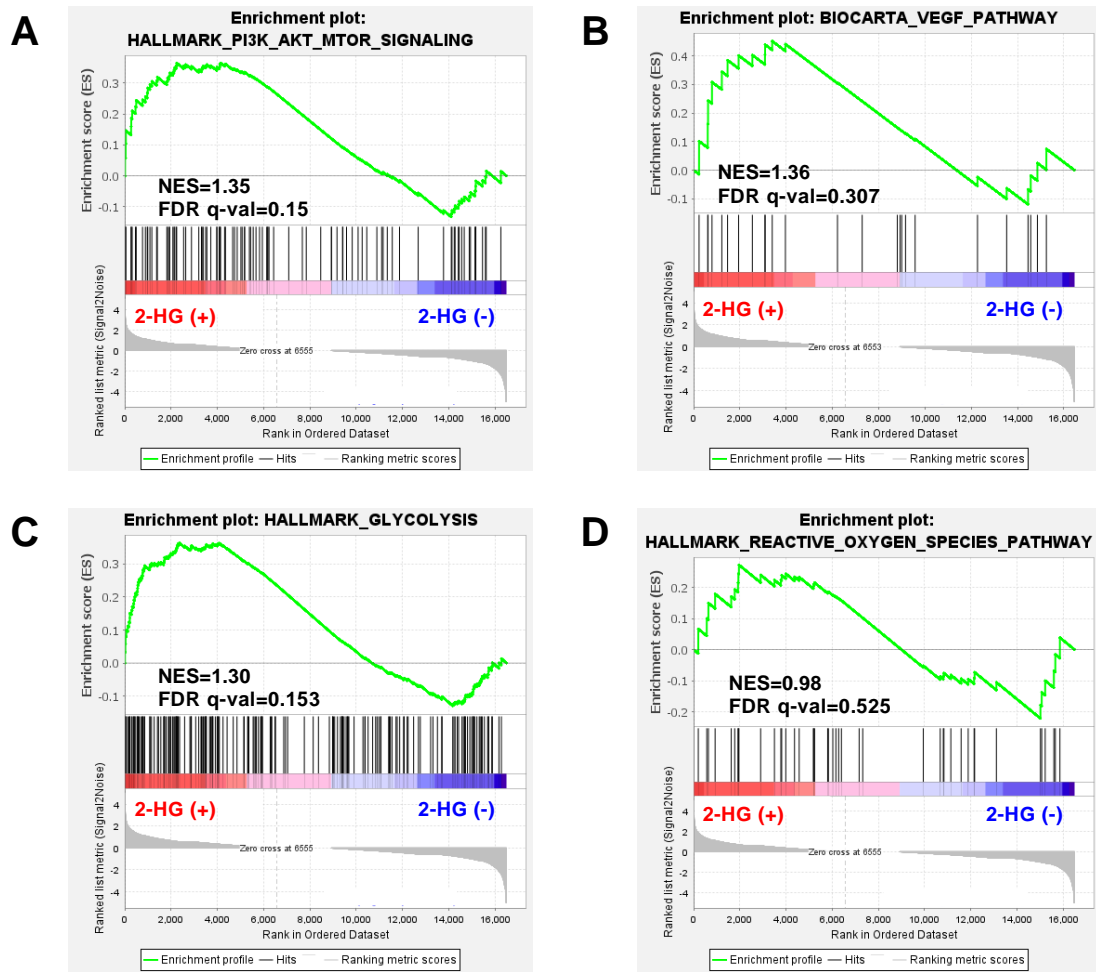 A
Enrichment plot:
HALLMARK_PI3K_AKT_MTOR_SIGNALING
Enrichment score (ES)
0.3
0.2
0.1
0.0
-0.1
NES=1.35
FDR q-val=0.15
Ranked list metric (Signal2Noise)
2-HG (+)
2-HG (-)
4
2
0
-2
-4
Zero cross at 6555
0 2,000 4,000 6,000 8,000 10,000 12,000 14,000 16,000
Rank in Ordered Dataset
Enrichment profile Hits Ranking metric scores
B
Enrichment plot: BIOCARTA_VEGF_PATHWAY
Enrichment score (ES)
0.4
0.3
0.2
0.1
0.0
-0.1
NES=1.36
FDR q-val=0.307
Ranked list metric (Signal2Noise)
2-HG (+)
2-HG (-)
4
2
0
-2
-4
Zero cross at 6553
0 2,000 4,000 6,000 8,000 10,000 12,000 14,000 16,000
Rank in Ordered Dataset
Enrichment profile Hits Ranking metric scores
C
Enrichment plot: HALLMARK_GLYCOLYSIS
Enrichment score (ES)
0.3
0.2
0.1
0.0
-0.1
NES=1.30
FDR q-val=0.153
Ranked list metric (Signal2Noise)
2-HG (+)
2-HG (-)
4
2
0
-2
-4
Zero cross at 6555
0 2,000 4,000 6,000 8,000 10,000 12,000 14,000 16,000
Rank in Ordered Dataset
Enrichment profile Hits Ranking metric scores
D
Enrichment plot:
HALLMARK_REACTIVE_OXYGEN_SPECIES_PATHWAY
Enrichment score (ES)
0.2
0.1
0.0
-0.1
-0.2
NES=0.98
FDR q-val=0.525
Ranked list metric (Signal2Noise)
2-HG (+)
2-HG (-)
4
2
0
-2
-4
Zero cross at 6555
0 2,000 4,000 6,000 8,000 10,000 12,000 14,000 16,000
Rank in Ordered Dataset
Enrichment profile Hits Ranking metric scores